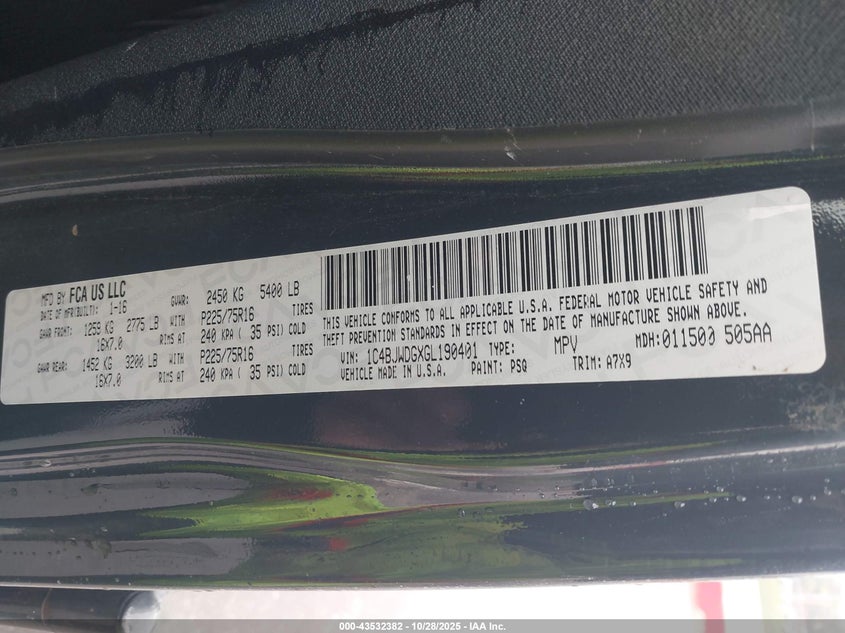 MFD BY FCA US LLC
DATE OF MFR(BUILT): 1-16 GVWR: 2450 KG 5400 LB
GAWR FRONT: 1259 KG 2775 LB WITH P225/75R16 TIRES
16X7.0 RIMS AT 240 KPA ( 35 PSI) COLD
GAWR REAR: 1452 KG 3200 LB WITH P225/75R16 TIRES
16X7.0 RIMS AT 240 KPA ( 35 PSI) COLD
THIS VEHICLE CONFORMS TO ALL APPLICABLE U.S.A. FEDERAL MOTOR VEHICLE SAFETY AND
THEFT PREVENTION STANDARDS IN EFFECT ON THE DATE OF MANUFACTURE SHOWN ABOVE.
MDH:011500 505AA
VIN: 1C4BJWDGXGL190401 TYPE: MPV
VEHICLE MADE IN U.S.A. PAINT: PSQ TRIM: A7X9
000-43532382 - 10/28/2025 - IAA Inc.